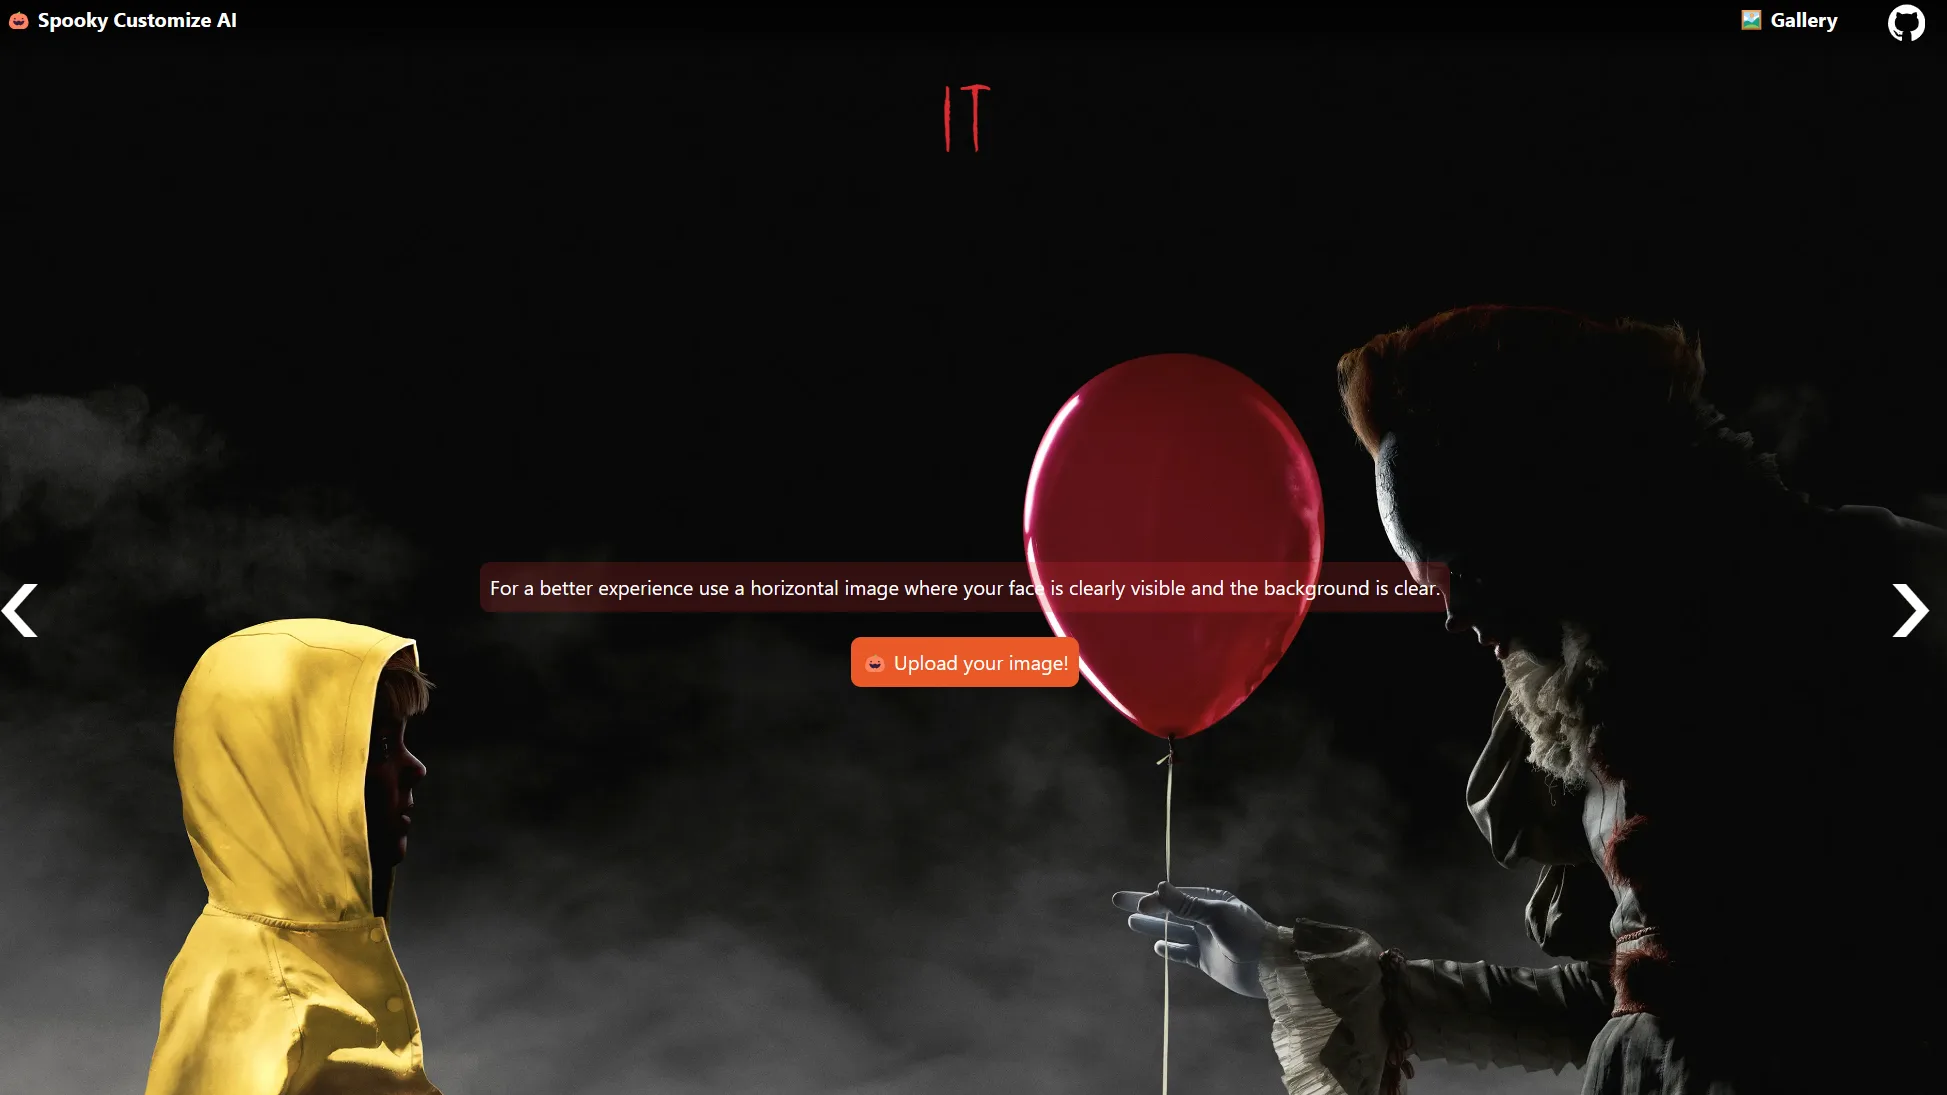 Spooky Customize AI
Gallery
IT
For a better experience use a horizontal image where your face is clearly visible and the background is clear.
Upload your image!